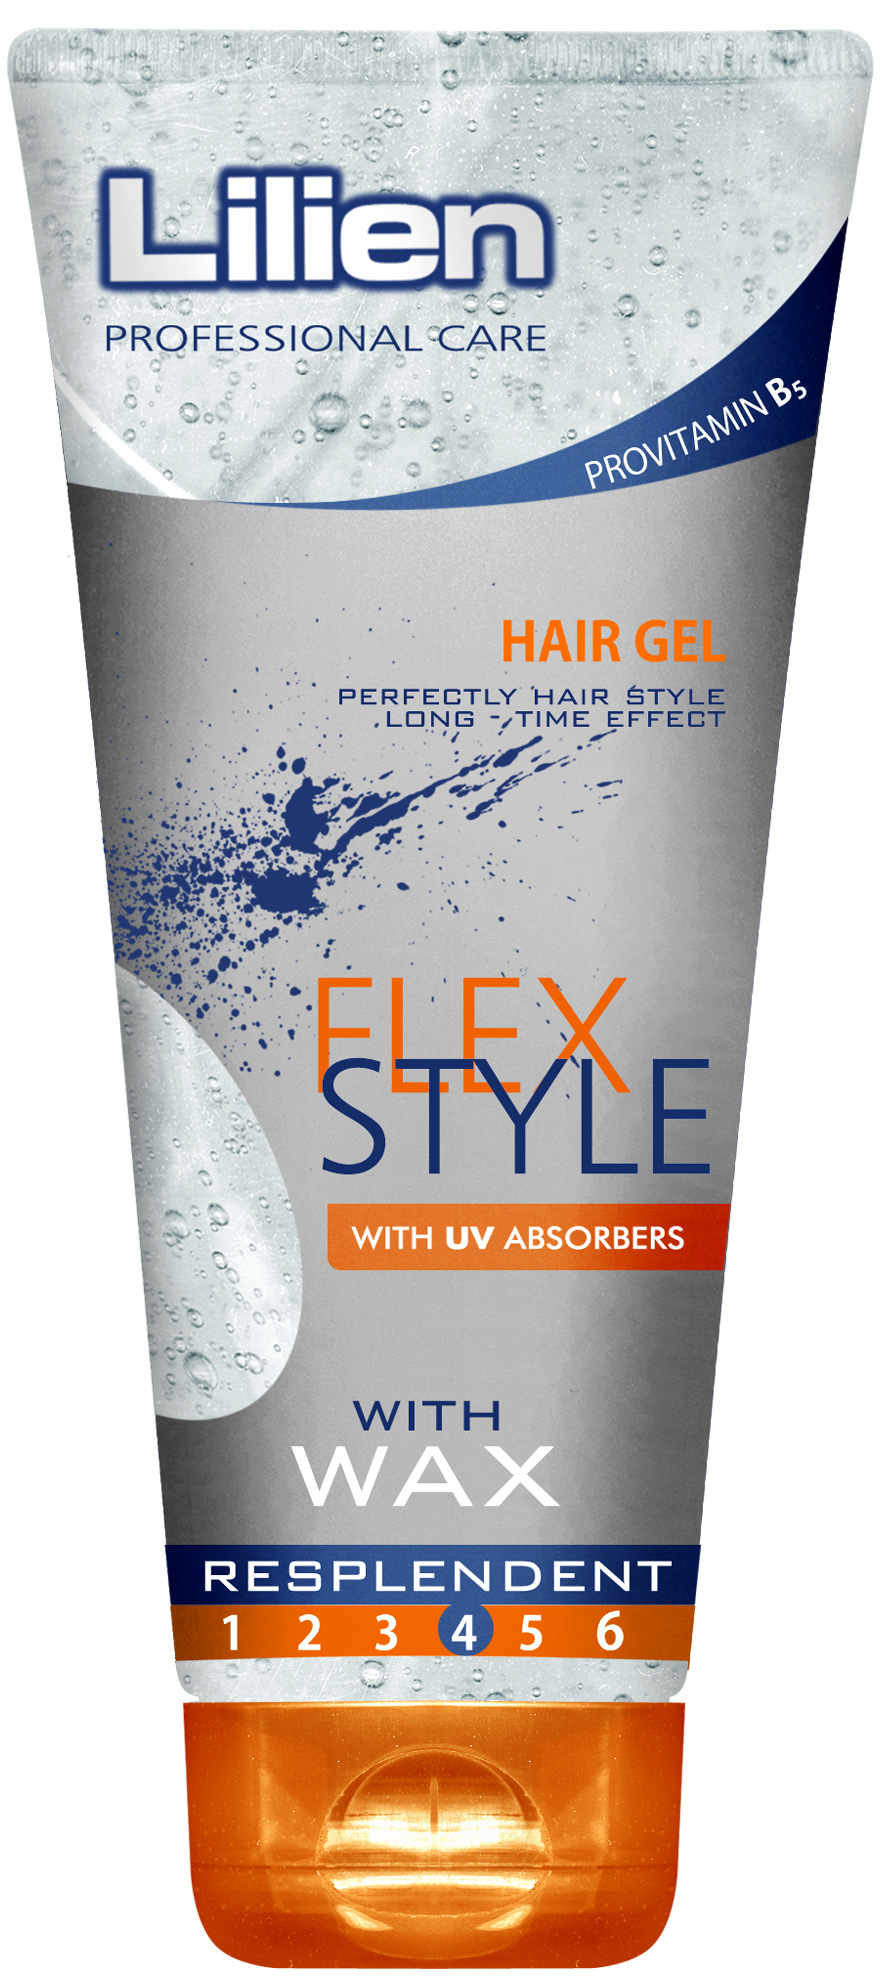 Lilien
PROFESSIONAL CARE
PROVITAMIN B5
HAIR GEL
PERFECTLY HAIR STYLE
LONG - TIME EFFECT
FLEX
STYLE
WITH UV ABSORBERS
WITH
WAX
RESPLENDENT
1 2 3 4 5 6